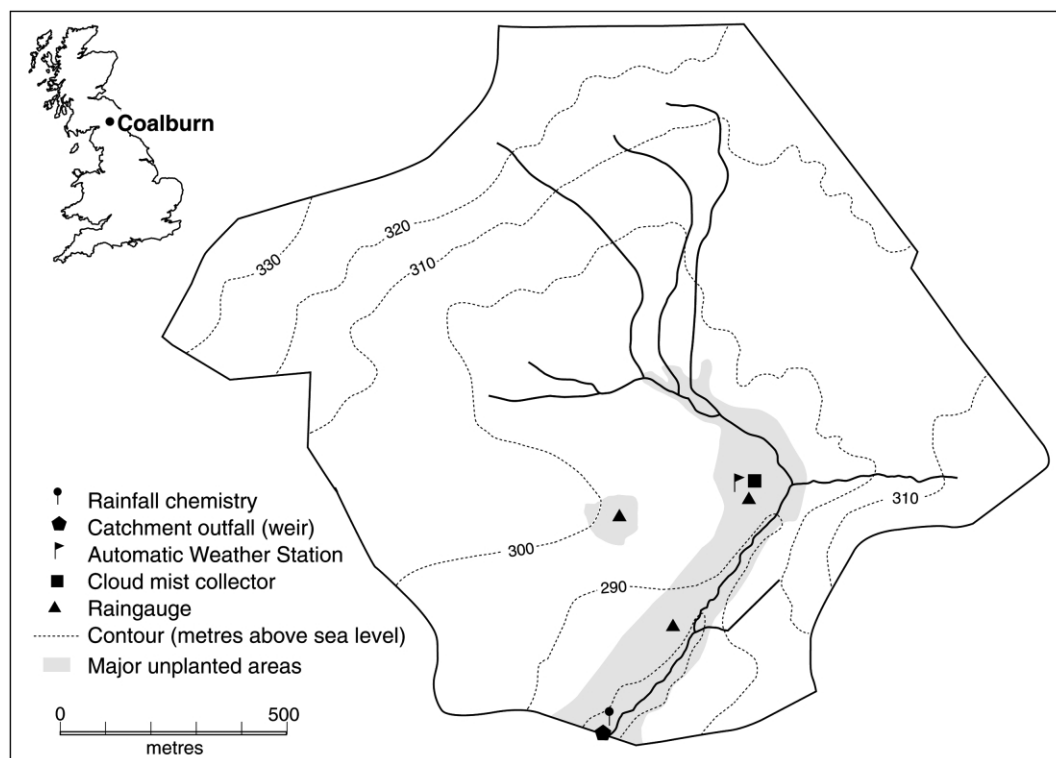 Coalburn
330
320
310
300
290
310
Rainfall chemistry
Catchment outfall (weir)
Automatic Weather Station
Cloud mist collector
Raingauge
Contour (metres above sea level)
Major unplanted areas
0 500
metres